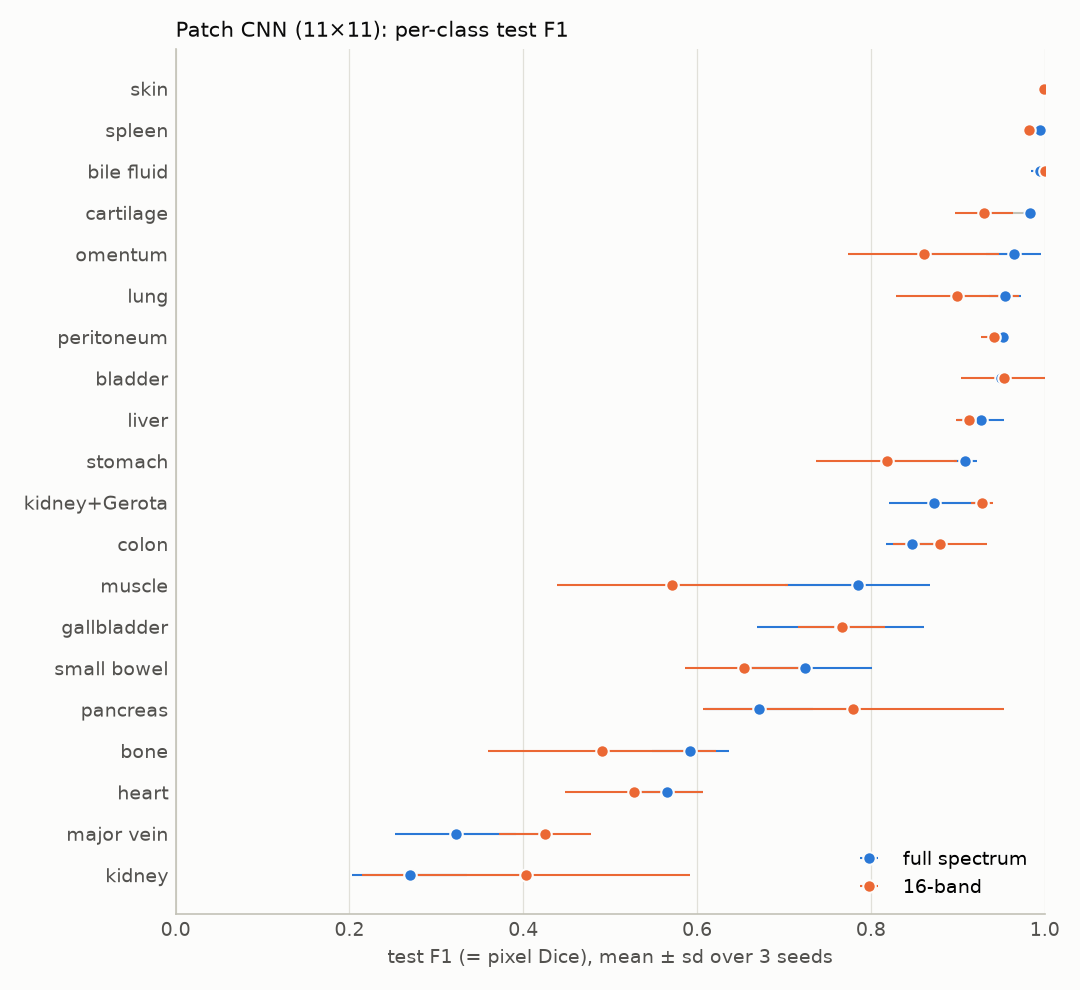 Patch CNN (11×11): per-class test F1
skin
spleen
bile fluid
cartilage
omentum
lung
peritoneum
bladder
liver
stomach
kidney+Gerota
colon
muscle
gallbladder
small bowel
pancreas
bone
heart
major vein
kidney
full spectrum
16-band
0.0 0.2 0.4 0.6 0.8 1.0
test F1 (= pixel Dice), mean ± sd over 3 seeds